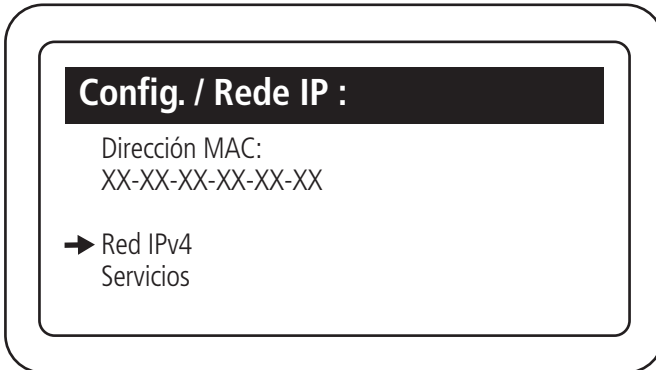 Config. / Rede IP :
Dirección MAC:
XX-XX-XX-XX-XX-XX
Red IPv4
Servicios